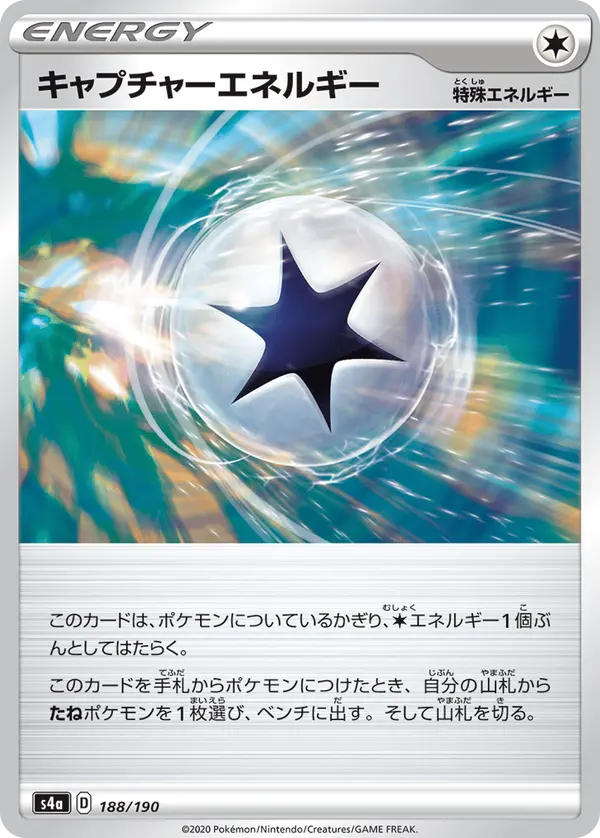 ENERGY
キャプチャーエネルギー
とくしゅ
特殊エネルギー
むしょく こ
このカードは、ポケモンについているかぎり、エネルギー1個ぶ
んとしてはたらく。
てふだ じぶん やまふだ
このカードを手札からポケモンにつけたとき、自分の山札から
まいえら だ やまふだ き
たねポケモンを1枚選び、ベンチに出す。そして山札を切る。
s4a D 188/190
©2020 Pokémon/Nintendo/Creatures/GAME FREAK.